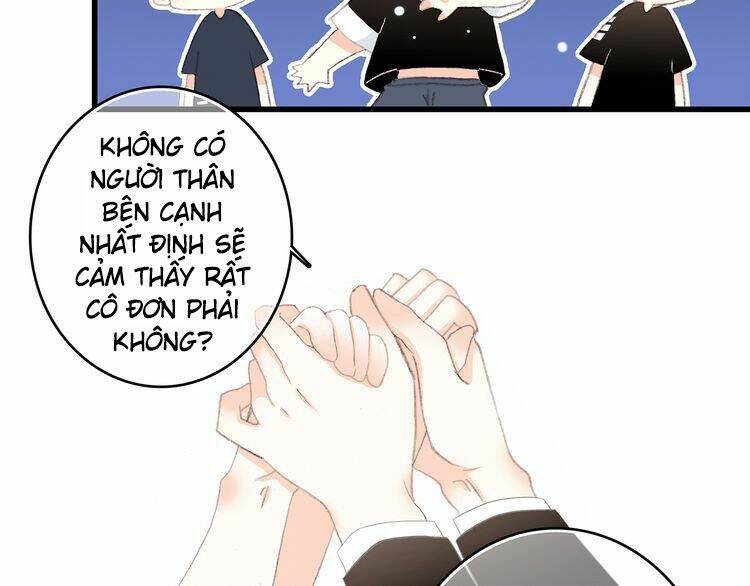 KHÔNG CÓ
NGƯỜI THÂN
BÊN CẠNH
NHẤT ĐỊNH SẼ
CẢM THẤY RẤT
CÔ ĐƠN PHẢI
KHÔNG?